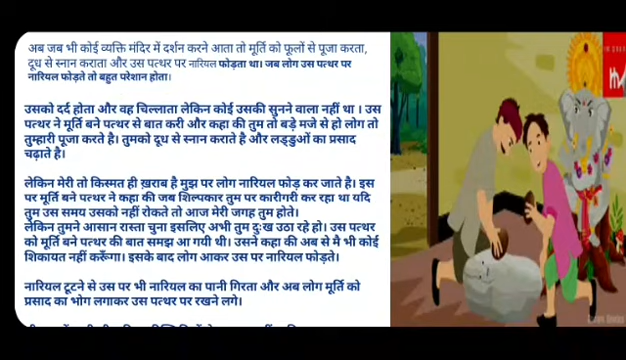 अब जब भी कोई व्यक्ति मंदिर में दर्शन करने आता तो मूर्ति को फूलों से पूजा करता,
दूध से स्नान कराता और उस पत्थर पर नारियल फोड़ता था। जब लोग उस पत्थर पर
नारियल फोड़ते तो बहुत परेशान होता।
उसको दर्द होता और वह चिल्लाता लेकिन कोई उसकी सुनने वाला नहीं था । उस
पत्थर ने मूर्ति बने पत्थर से बात करी और कहा की तुम तो बड़े मजे से हो लोग तो
तुम्हारी पूजा करते है। तुमको दूध से स्नान कराते है और लड्डुओं का प्रसाद
चढ़ाते है।
लेकिन मेरी तो किस्मत ही ख़राब है मुझ पर लोग नारियल फोड़ कर जाते है। इस
पर मूर्ति बने पत्थर ने कहा की जब शिल्पकार तुम पर कारीगरी कर रहा था यदि
तुम उस समय उसको नहीं रोकते तो आज मेरी जगह तुम होते।
लेकिन तुमने आसान रास्ता चुना इसलिए अभी तुम दुःख उठा रहे हो। उस पत्थर
को मूर्ति बने पत्थर की बात समझ आ गयी थी। उसने कहा की अब से मै भी कोई
शिकायत नहीं करूँगा। इसके बाद लोग आकर उस पर नारियल फोड़ते।
नारियल टूटने से उस पर भी नारियल का पानी गिरता और अब लोग मूर्ति को
प्रसाद का भोग लगाकर उस पत्थर पर रखने लगे।